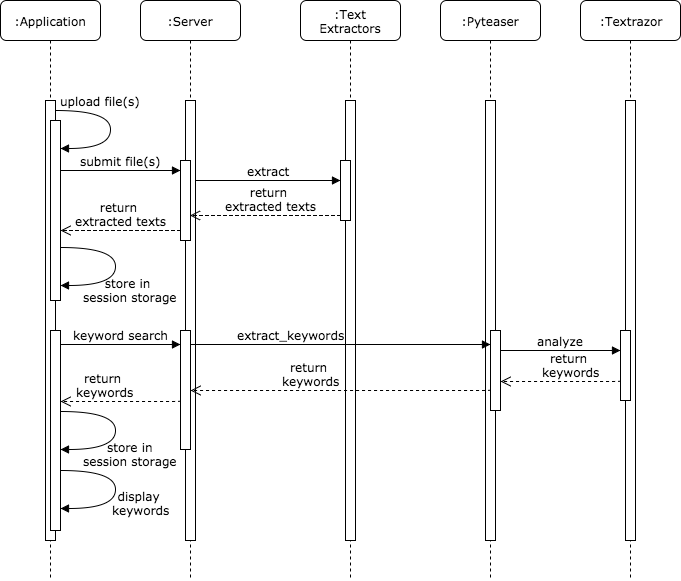 :Application
:Server
:Text
Extractors
:Pyteaser
:Textrazor
upload file(s)
submit file(s)
extract
return
extracted texts
return
extracted texts
store in
session storage
keyword search
extract_keywords
analyze
return
keywords
return
keywords
return
keywords
store in
session storage
display
keywords